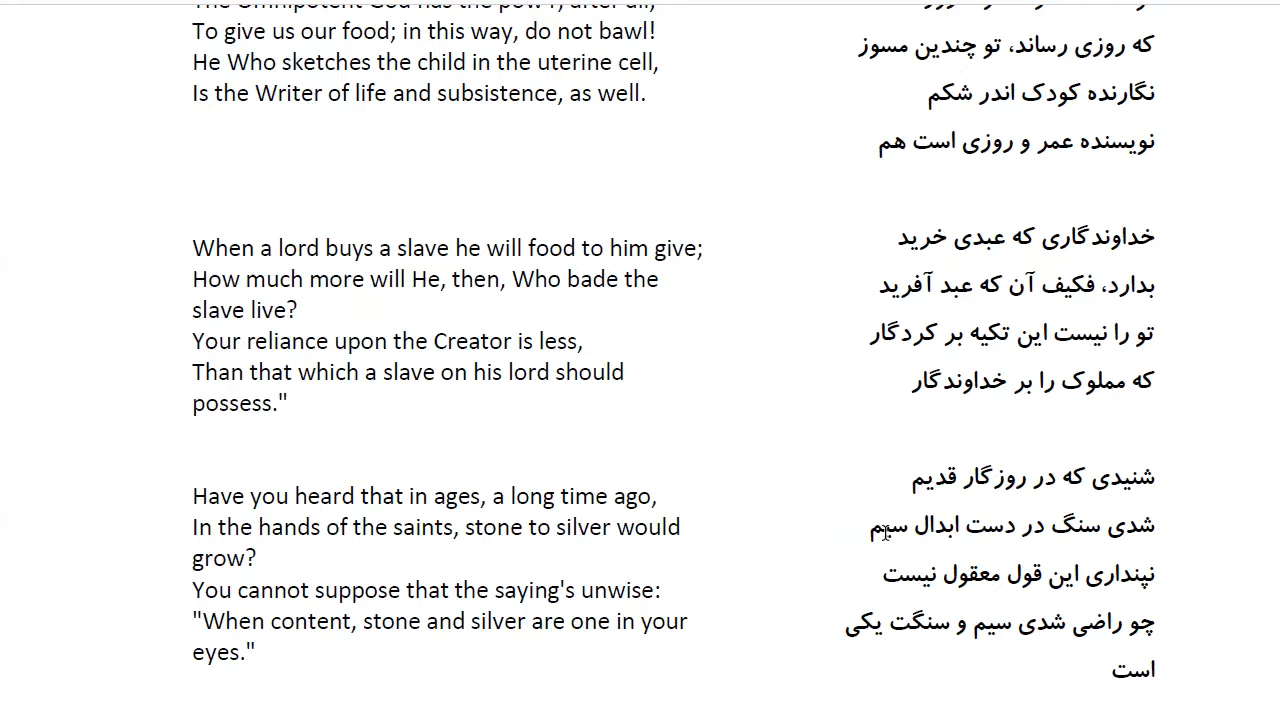 To give us our food; in this way, do not bawl!
He Who sketches the child in the uterine cell,
Is the Writer of life and subsistence, as well.
When a lord buys a slave he will food to him give;
How much more will He, then, Who bade the
slave live?
Your reliance upon the Creator is less,
Than that which a slave on his lord should
possess."
Have you heard that in ages, a long time ago,
In the hands of the saints, stone to silver would
grow?
You cannot suppose that the saying's unwise:
"When content, stone and silver are one in your
eyes."
که روزی رساند، تو چندین مسوز
نگارنده کودک اندر شکم
نویسنده عمر و روزی است هم
خداوندگاری که عبدی خرید
بدارد، فکیف آن که عبد آفرید
تو را نیست این تکیه بر کردگار
که مملوک را بر خداوندگار
شنیدی که در روزگار قدیم
شدی سنگ در دست ابدال سیم
نپنداری این قول معقول نیست
چو راضی شدی سیم و سنگت یکی
است